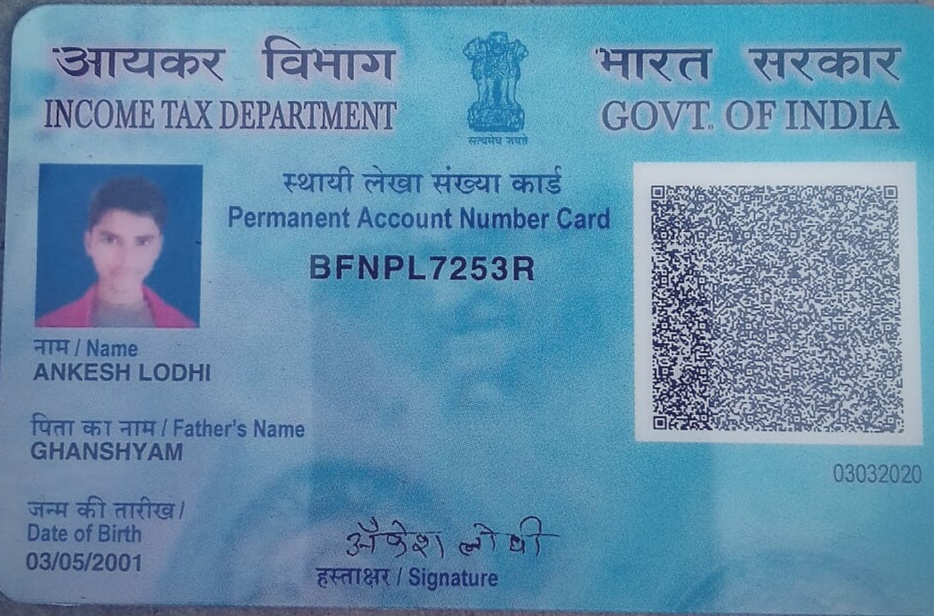 आयकर विभाग
INCOME TAX DEPARTMENT
सत्यमेव जयते
भारत सरकार
GOVT. OF INDIA
स्थायी लेखा संख्या कार्ड
Permanent Account Number Card
BFNPL7253R
नाम / Name
ANKESH LODHI
पिता का नाम / Father's Name
GHANSHYAM
03032020
जन्म की तारीख /
Date of Birth
03/05/2001
अंकेश लोधी
हस्ताक्षर / Signature